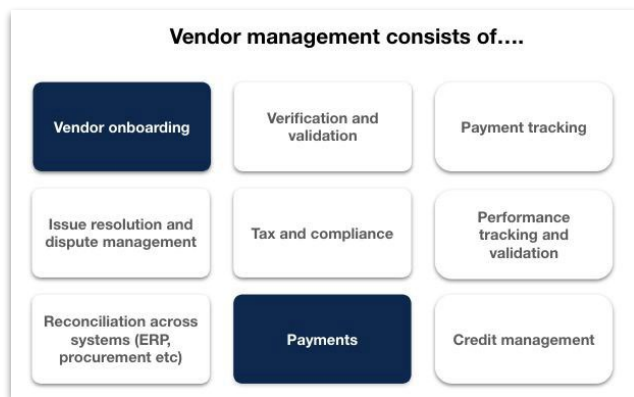 Vendor management consists of....
Vendor onboarding
Verification and
validation
Payment tracking
Issue resolution and
dispute management
Tax and compliance
Performance
tracking and
validation
Reconciliation across
systems (ERP,
procurement etc)
Payments
Credit management